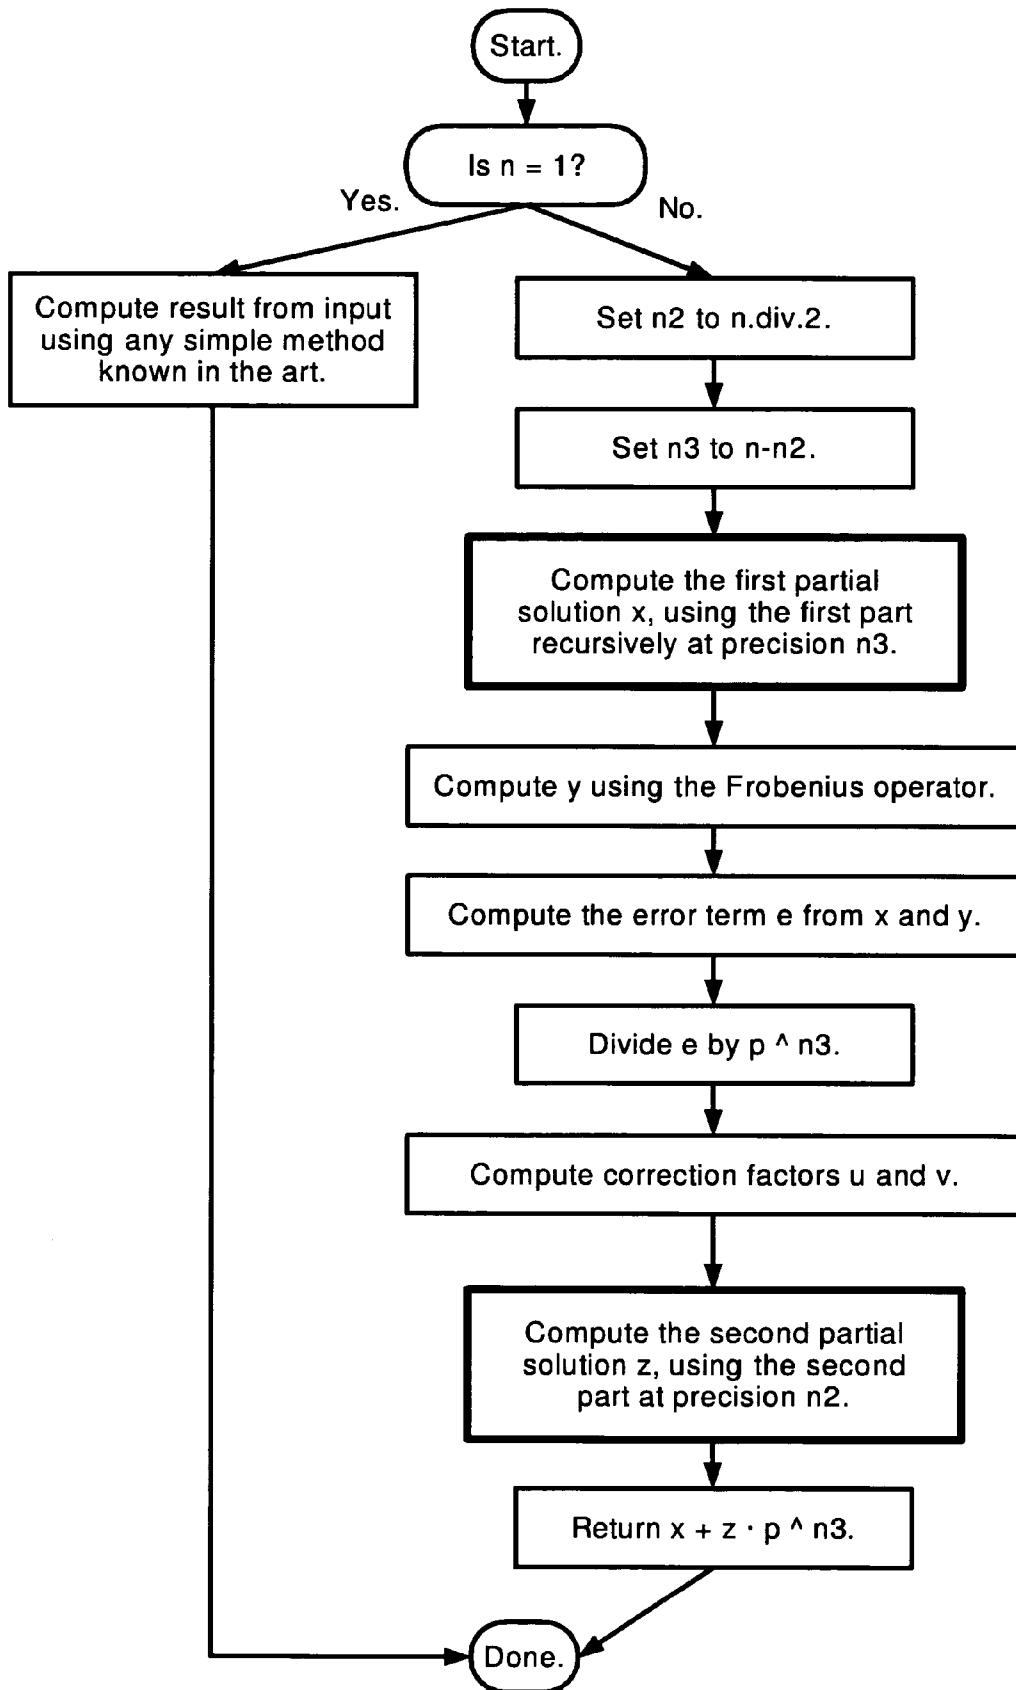 Start.
Is n = 1?
Yes.
No.
Compute result from input
using any simple method
known in the art.
Set n2 to n.div.2.
Set n3 to n-n2.
Compute the first partial
solution x, using the first part
recursively at precision n3.
Compute y using the Frobenius operator.
Compute the error term e from x and y.
Divide e by p ^ n3.
Compute correction factors u and v.
Compute the second partial
solution z, using the second
part at precision n2.
Return x + z · p ^ n3.
Done.